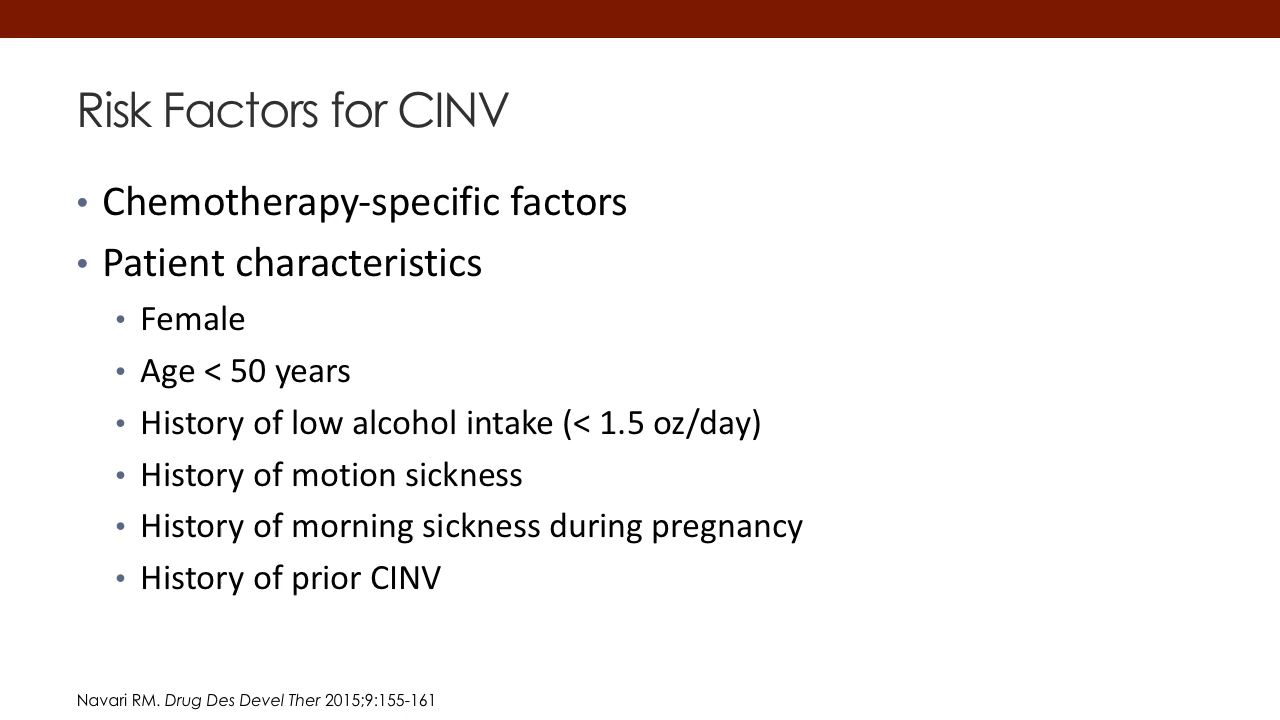 Risk Factors for CINV
• Chemotherapy-specific factors
• Patient characteristics
• Female
• Age < 50 years
• History of low alcohol intake (< 1.5 oz/day)
• History of motion sickness
• History of morning sickness during pregnancy
• History of prior CINV
Navari RM. Drug Des Devel Ther 2015;9:155-161